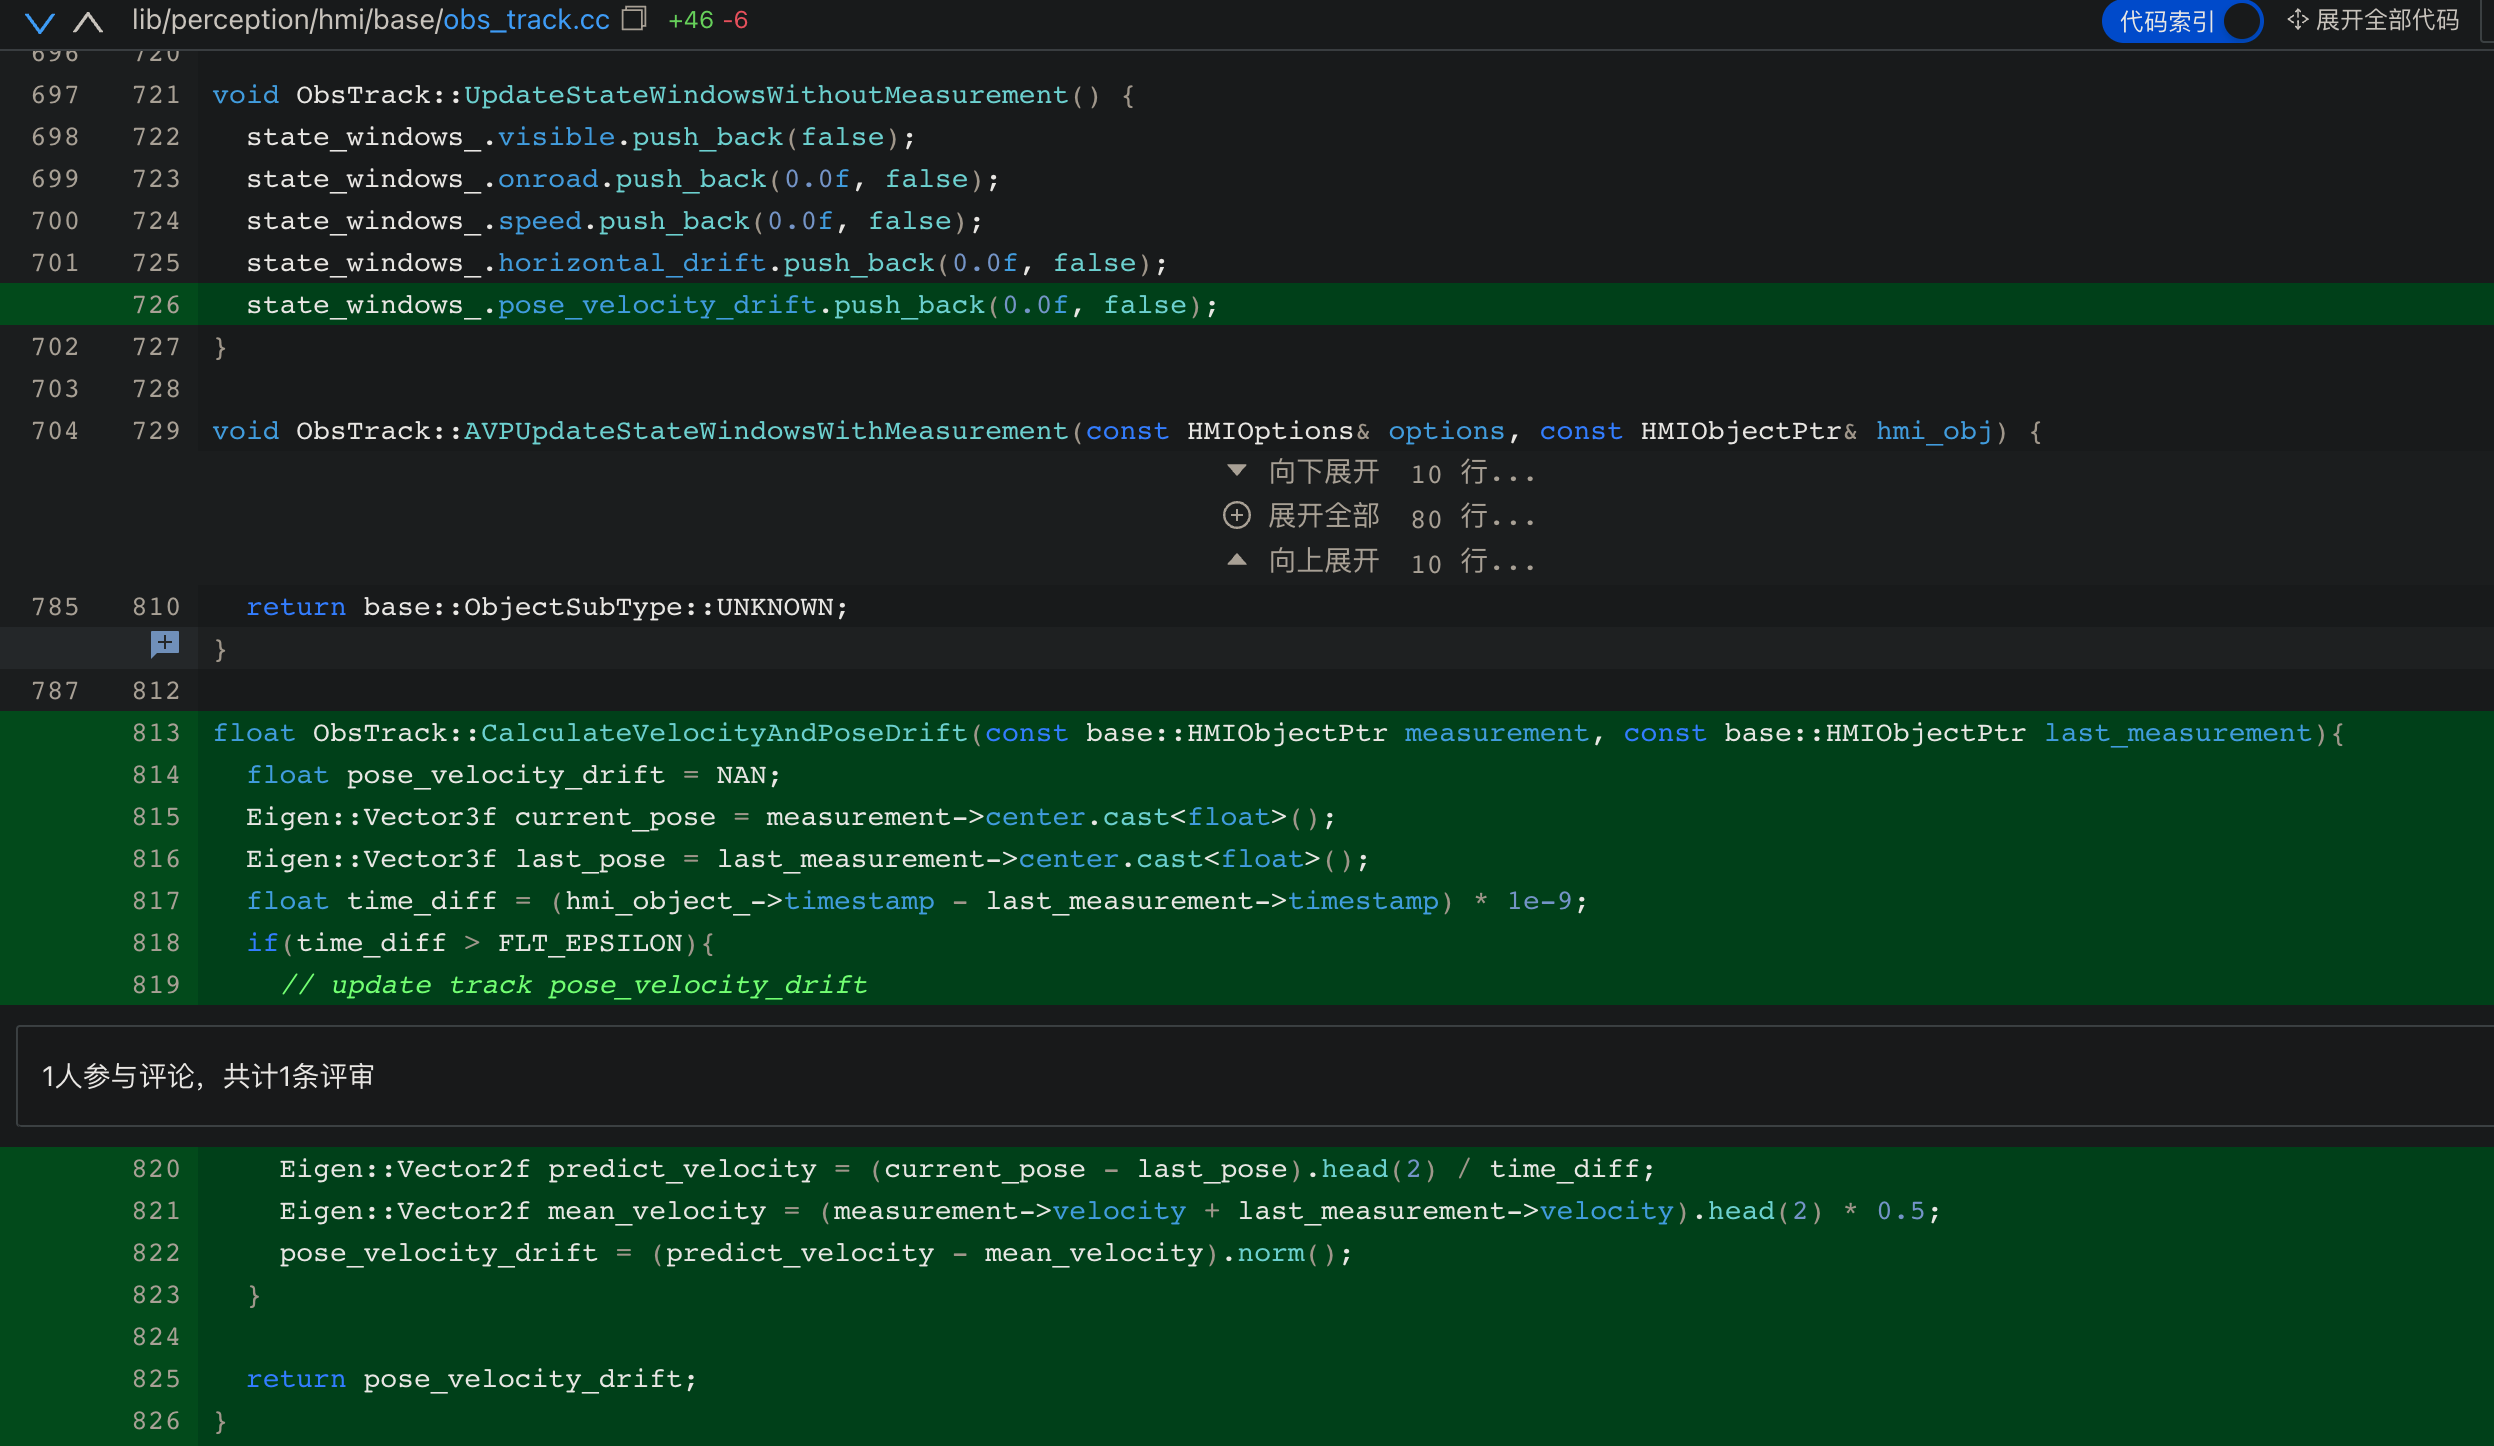 lib/perception/hmi/base/obs_track.cc +46 -6 代码索引 展开全部代码
696 720
697 721 void ObsTrack::UpdateStateWindowsWithoutMeasurement() {
698 722 state_windows_.visible.push_back(false);
699 723 state_windows_.onroad.push_back(0.0f, false);
700 724 state_windows_.speed.push_back(0.0f, false);
701 725 state_windows_.horizontal_drift.push_back(0.0f, false);
726 state_windows_.pose_velocity_drift.push_back(0.0f, false);
702 727 }
703 728
704 729 void ObsTrack::AVPUpdateStateWindowsWithMeasurement(const HMIOptions& options, const HMIObjectPtr& hmi_obj) {
向下展开 10 行...
展开全部 80 行...
向上展开 10 行...
785 810 return base::ObjectSubType::UNKNOWN;
}
787 812
813 float ObsTrack::CalculateVelocityAndPoseDrift(const base::HMIObjectPtr measurement, const base::HMIObjectPtr last_measurement){
814 float pose_velocity_drift = NAN;
815 Eigen::Vector3f current_pose = measurement->center.cast<float>();
816 Eigen::Vector3f last_pose = last_measurement->center.cast<float>();
817 float time_diff = (hmi_object_->timestamp - last_measurement->timestamp) * 1e-9;
818 if(time_diff > FLT_EPSILON){
819 // update track pose_velocity_drift
1人参与评论，共计1条评审
820 Eigen::Vector2f predict_velocity = (current_pose - last_pose).head(2) / time_diff;
821 Eigen::Vector2f mean_velocity = (measurement->velocity + last_measurement->velocity).head(2) * 0.5;
822 pose_velocity_drift = (predict_velocity - mean_velocity).norm();
823 }
824
825 return pose_velocity_drift;
826 }